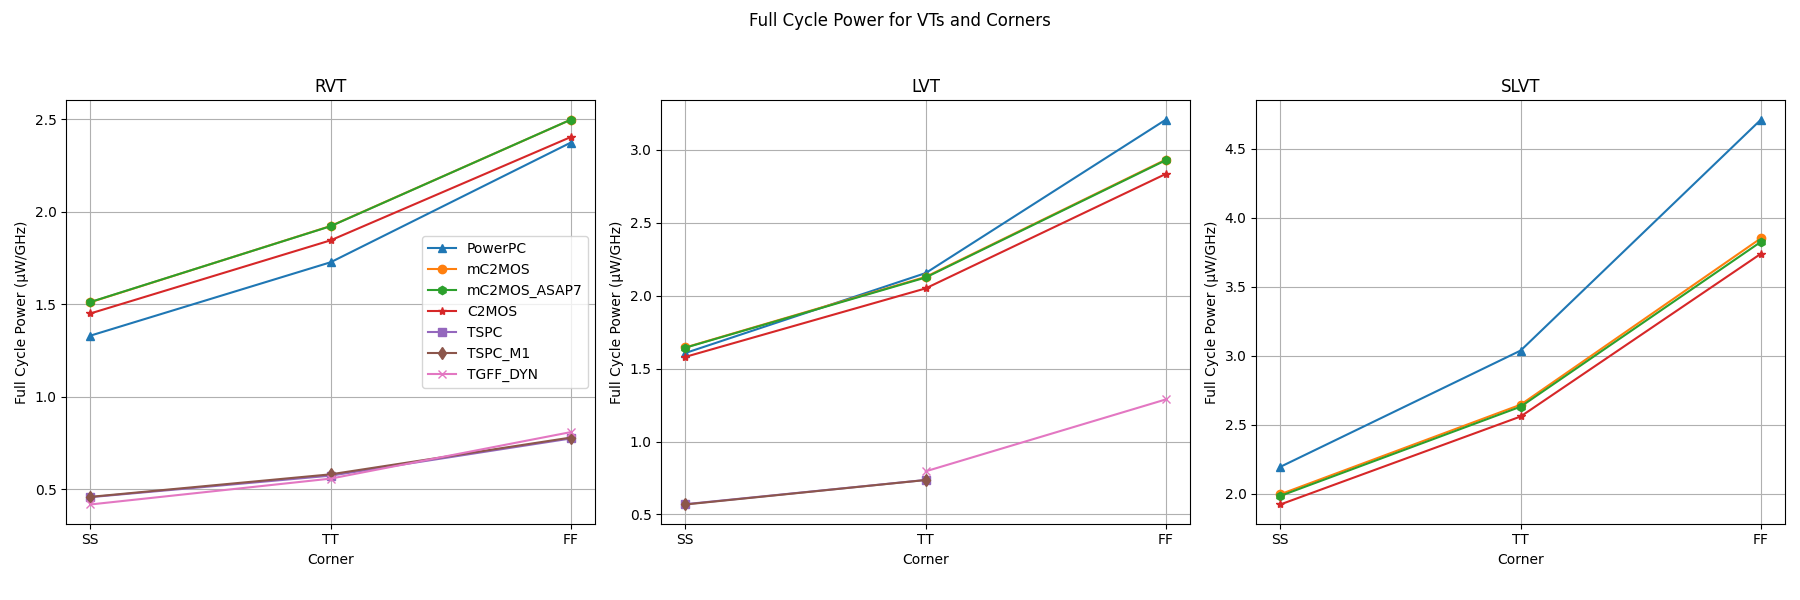 Full Cycle Power for VTs and Corners
RVT
Full Cycle Power (µW/GHz)
2.5
2.0
1.5
1.0
0.5
SS
TT
FF
Corner
PowerPC
mC2MOS
mC2MOS_ASAP7
C2MOS
TSPC
TSPC_M1
TGFF_DYN
LVT
Full Cycle Power (µW/GHz)
3.0
2.5
2.0
1.5
1.0
0.5
SS
TT
FF
Corner
SLVT
Full Cycle Power (µW/GHz)
4.5
4.0
3.5
3.0
2.5
2.0
SS
TT
FF
Corner